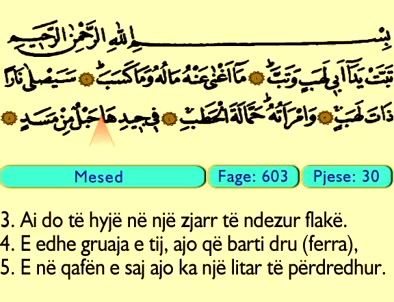 بِسْمِ اللهِ الرَّحْمٰنِ الرَّحِيمِ
تَبَّتْ يَدَا أَبِي لَهَبٍ وَتَبَّ مَا أَغْنَى عَنْهُ مَالُهُ وَمَا كَسَبَ سَيَصْلَى نَارًا
ذَاتَ لَهَبٍ وَامْرَأَتُهُ حَمَّالَةَ الْحَطَبِ فِي جِيدِهَا حَبْلٌ مِنْ مَسَدٍ
Mesed Fage: 603 Pjese: 30
3. Ai do të hyjë në një zjarr të ndezur flakë.
4. E edhe gruaja e tij, ajo që barti dru (ferra),
5. E në qafën e saj ajo ka një litar të përdredhur.